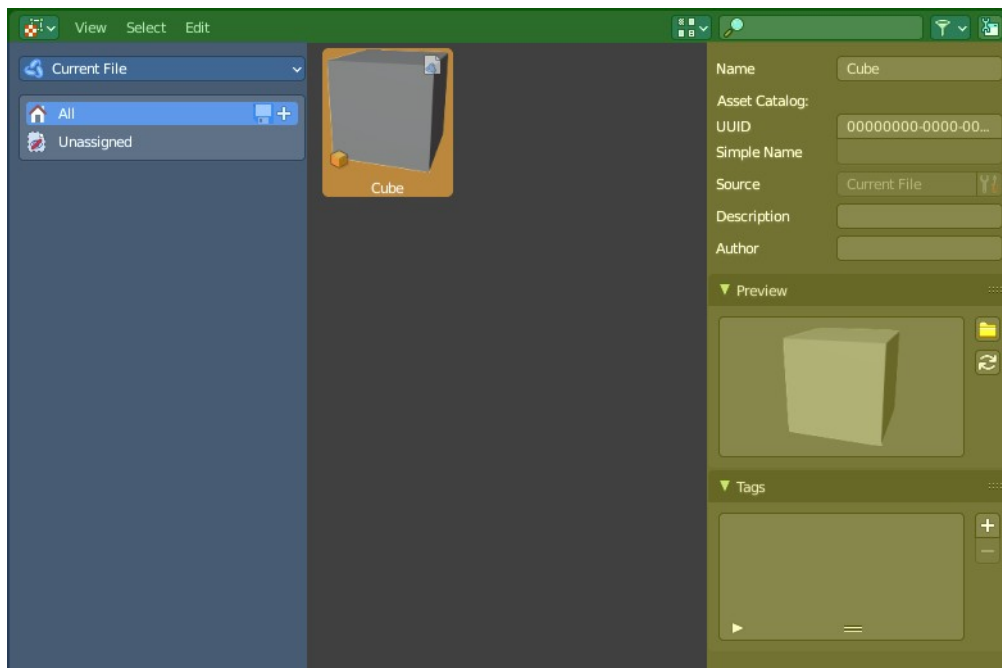 View Select Edit
Current File
All
Unassigned
Cube
Name Cube
Asset Catalog:
UUID 00000000-0000-00...
Simple Name
Source Current File
Description
Author
Preview
Tags